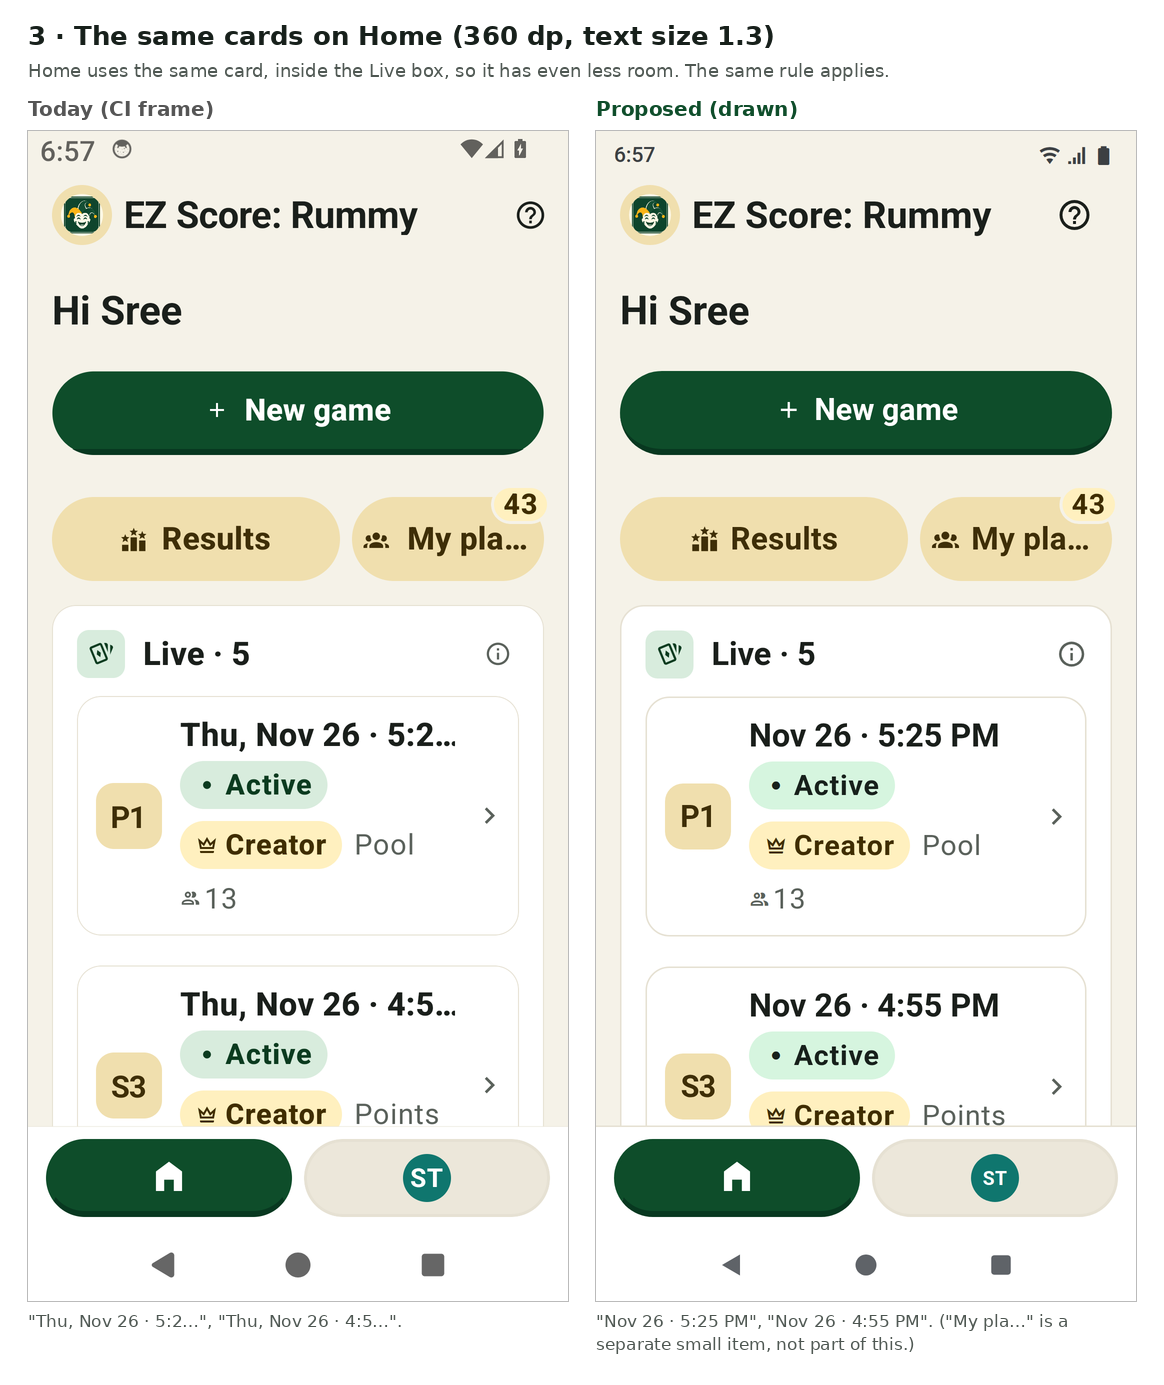 3 · The same cards on Home (360 dp, text size 1.3)
Home uses the same card, inside the Live box, so it has even less room. The same rule applies.
Today (CI frame)
6:57
EZ Score: Rummy
Hi Sree
+ New game
Results
My pla...
43
Live · 5
P1
Thu, Nov 26 · 5:2...
• Active
Creator Pool
13
S3
Thu, Nov 26 · 4:5...
• Active
Creator Points
ST
"Thu, Nov 26 · 5:2...", "Thu, Nov 26 · 4:5...".
Proposed (drawn)
6:57
EZ Score: Rummy
Hi Sree
+ New game
Results
My pla...
43
Live · 5
P1
Nov 26 · 5:25 PM
• Active
Creator Pool
13
S3
Nov 26 · 4:55 PM
• Active
Creator Points
ST
"Nov 26 · 5:25 PM", "Nov 26 · 4:55 PM". ("My pla..." is a
separate small item, not part of this.)